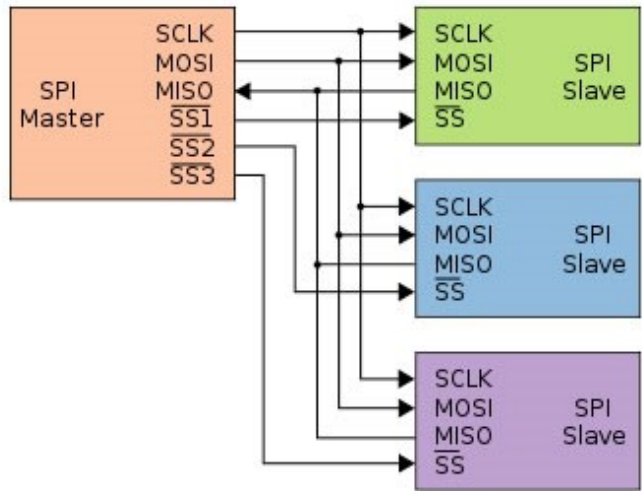 SCLK
MOSI
MISO
SS1
SS2
SS3
SPI
Master
SCLK
MOSI
MISO
SS
SPI
Slave
SCLK
MOSI
MISO
SS
SPI
Slave
SCLK
MOSI
MISO
SS
SPI
Slave